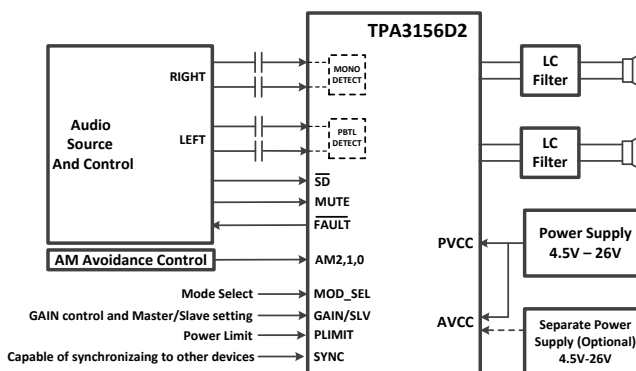 TPA3156D2
RIGHT
LEFT
Audio
Source
And Control
MONO
DETECT
PBTL
DETECT
LC
Filter
LC
Filter
SD
MUTE
FAULT
AM Avoidance Control
AM2,1,0
PVCC
Power Supply
4.5V – 26V
Mode Select
MOD_SEL
GAIN control and Master/Slave setting
GAIN/SLV
Power Limit
PLIMIT
Capable of synchronizaing to other devices
SYNC
AVCC
Separate Power
Supply (Optional)
4.5V-26V